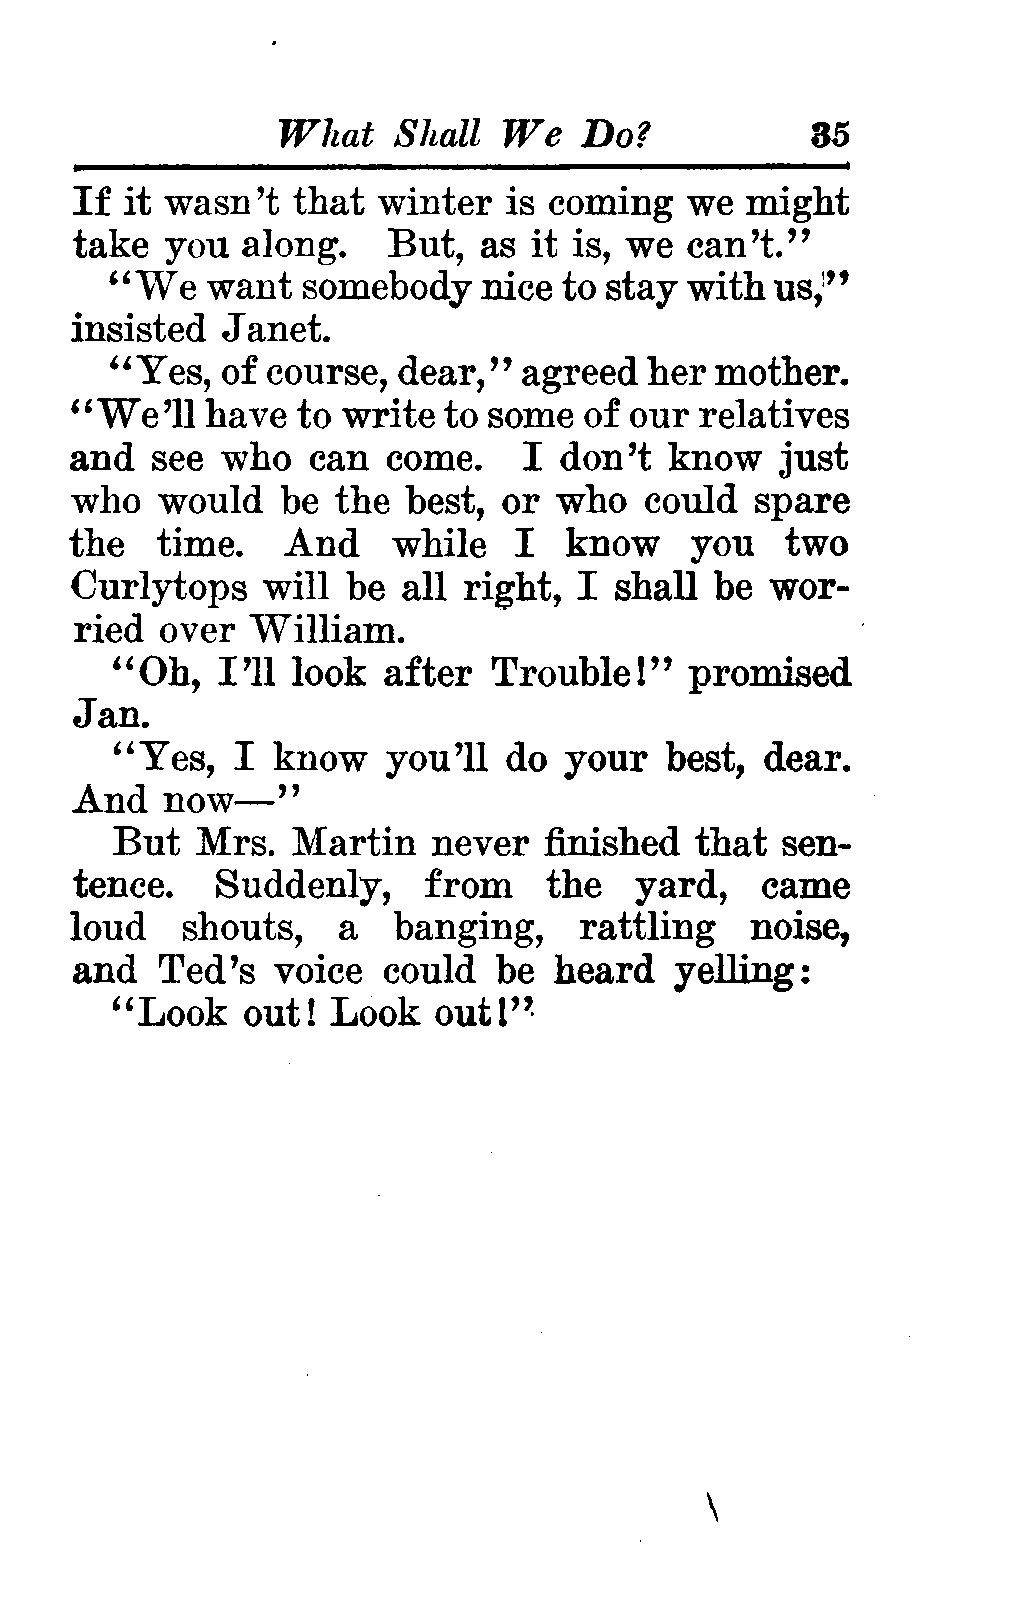 What Shall We Do? 35
If it wasn't that winter is coming we might
take you along. But, as it is, we can't."
"We want somebody nice to stay with us,"
insisted Janet.
"Yes, of course, dear," agreed her mother.
"We'll have to write to some of our relatives
and see who can come. I don't know just
who would be the best, or who could spare
the time. And while I know you two
Curlytops will be all right, I shall be wor-
ried over William.
"Oh, I'll look after Trouble!" promised
Jan.
"Yes, I know you'll do your best, dear.
And now—"
But Mrs. Martin never finished that sen-
tence. Suddenly, from the yard, came
loud shouts, a banging, rattling noise,
and Ted's voice could be heard yelling:
"Look out! Look out!"